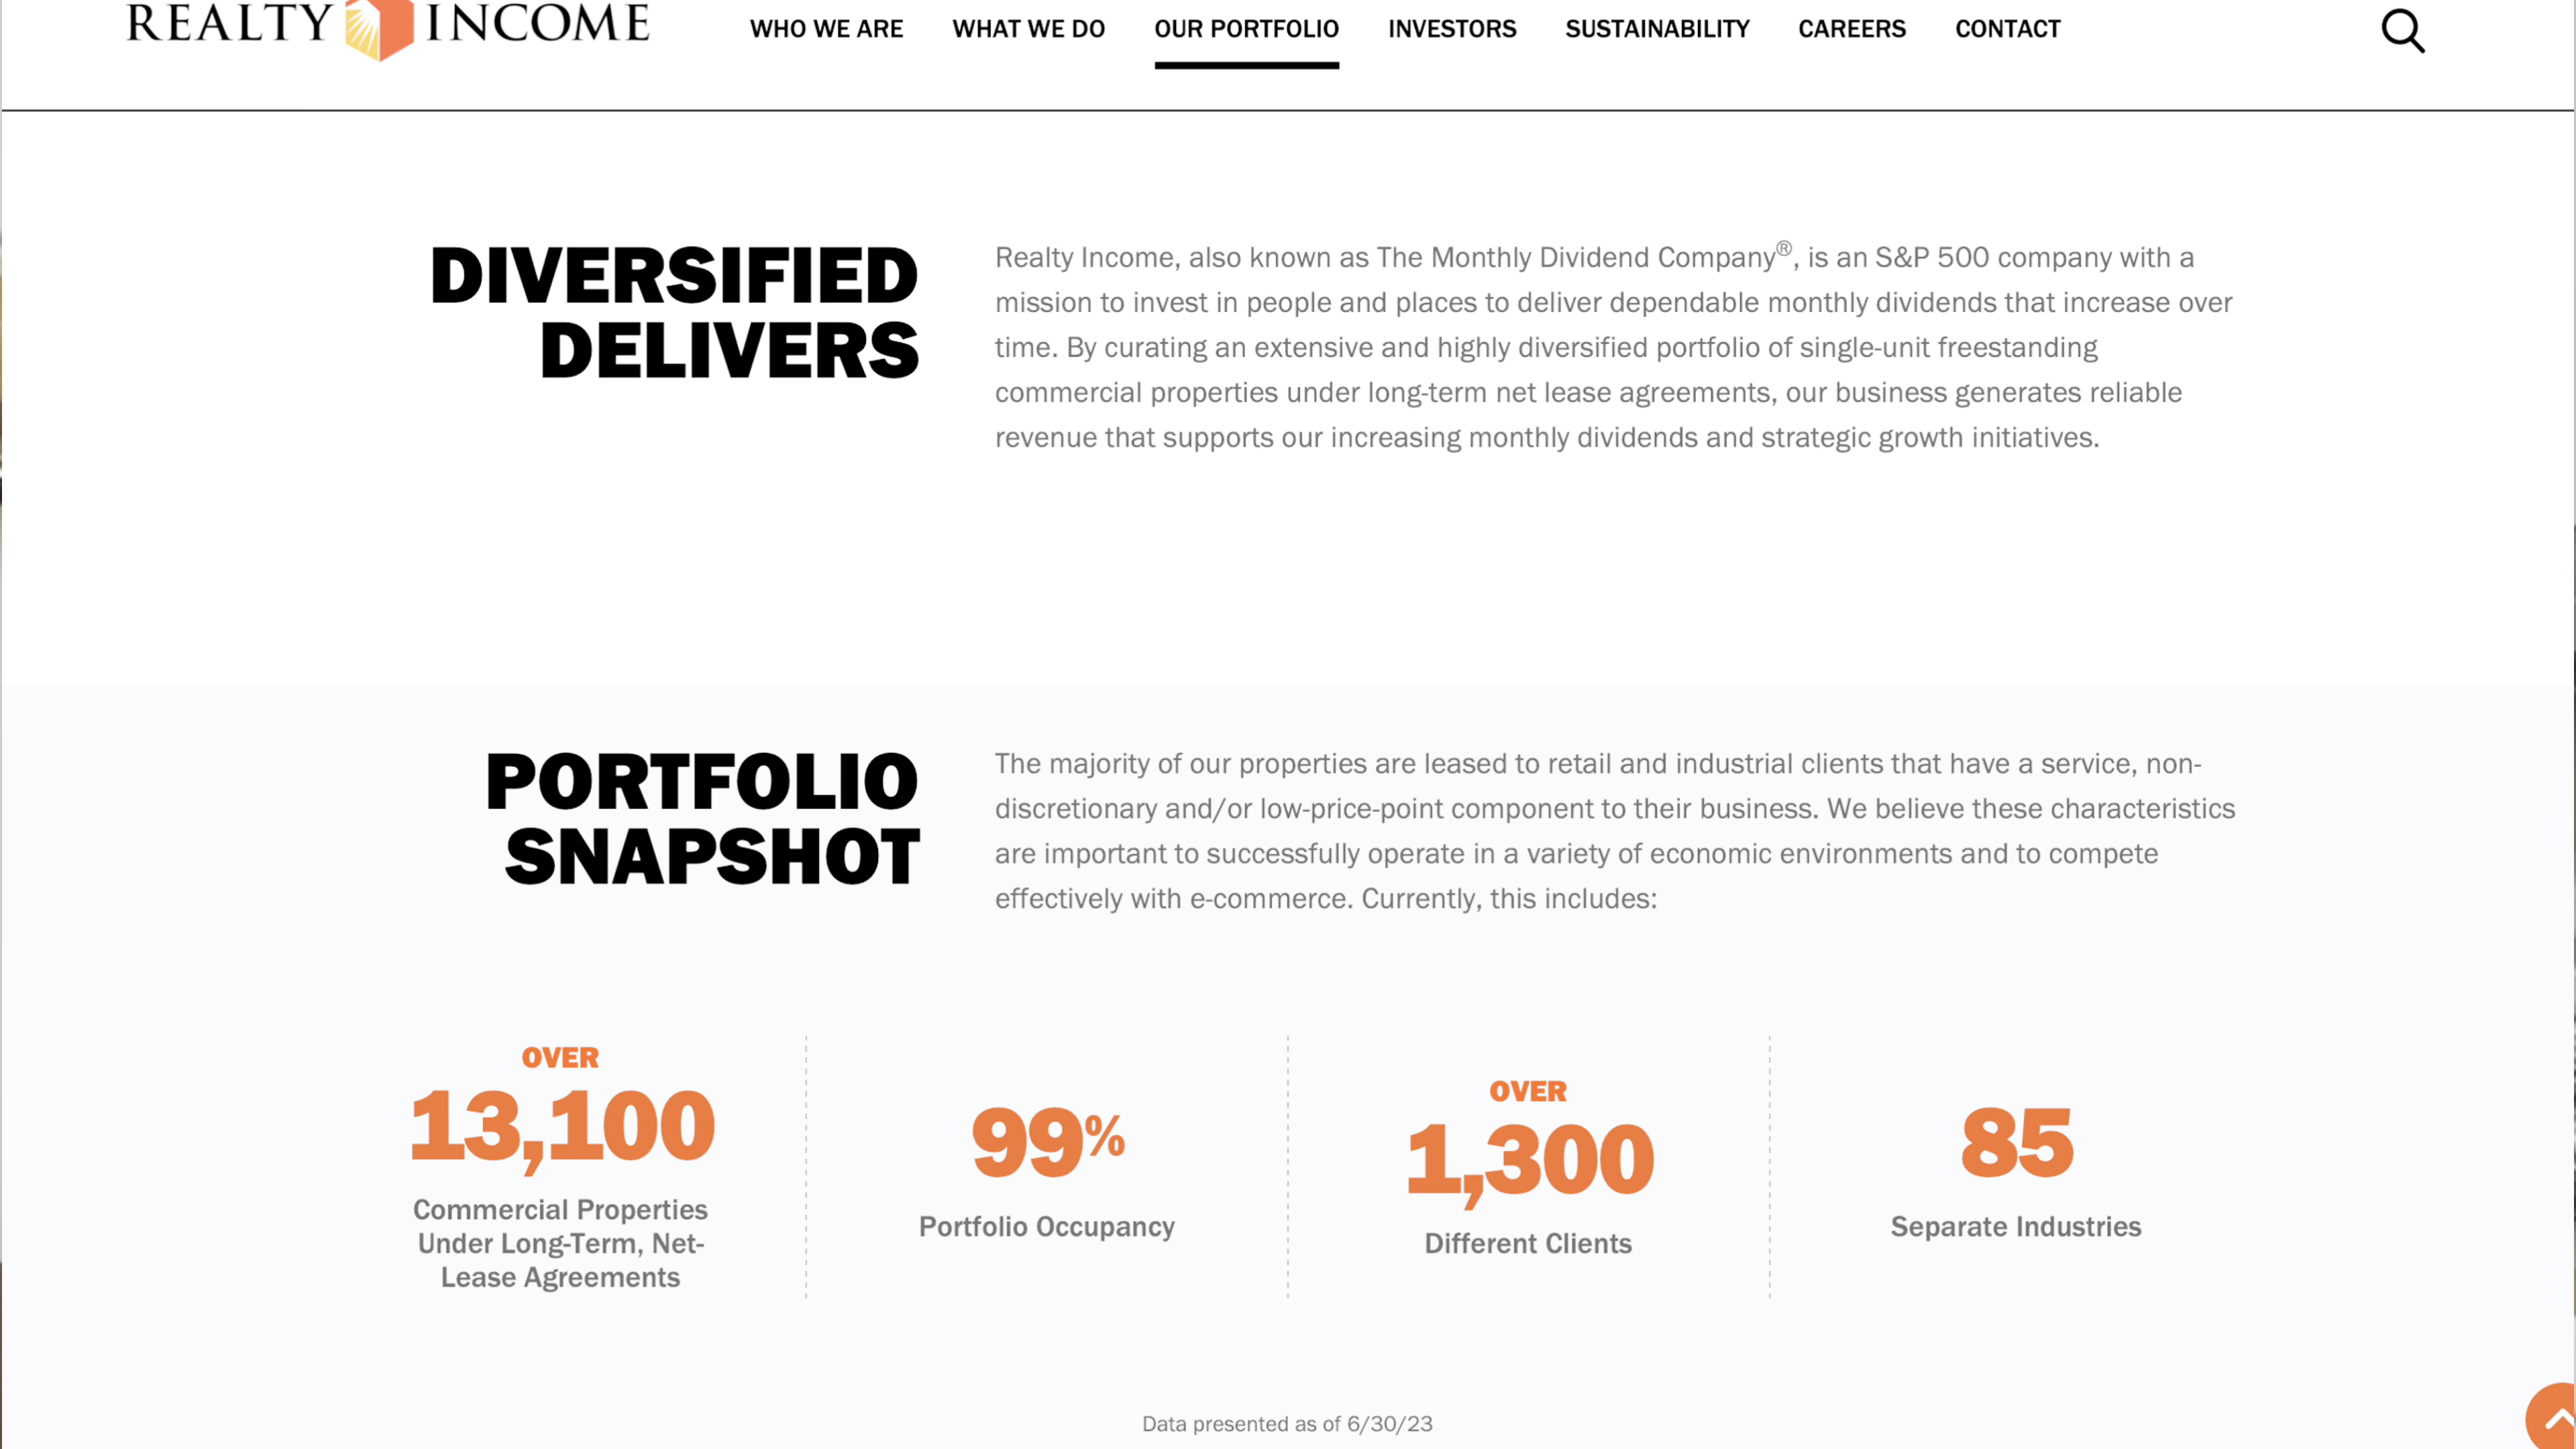 REALTY INCOME
WHO WE ARE
WHAT WE DO
OUR PORTFOLIO
INVESTORS
SUSTAINABILITY
CAREERS
CONTACT
DIVERSIFIED
DELIVERS
Realty Income, also known as The Monthly Dividend Company®, is an S&P 500 company with a
mission to invest in people and places to deliver dependable monthly dividends that increase over
time. By curating an extensive and highly diversified portfolio of single-unit freestanding
commercial properties under long-term net lease agreements, our business generates reliable
revenue that supports our increasing monthly dividends and strategic growth initiatives.
PORTFOLIO
SNAPSHOT
The majority of our properties are leased to retail and industrial clients that have a service, non-
discretionary and/or low-price-point component to their business. We believe these characteristics
are important to successfully operate in a variety of economic environments and to compete
effectively with e-commerce. Currently, this includes:
OVER
13,100
Commercial Properties
Under Long-Term, Net-
Lease Agreements
99%
Portfolio Occupancy
OVER
1,300
Different Clients
85
Separate Industries
Data presented as of 6/30/23